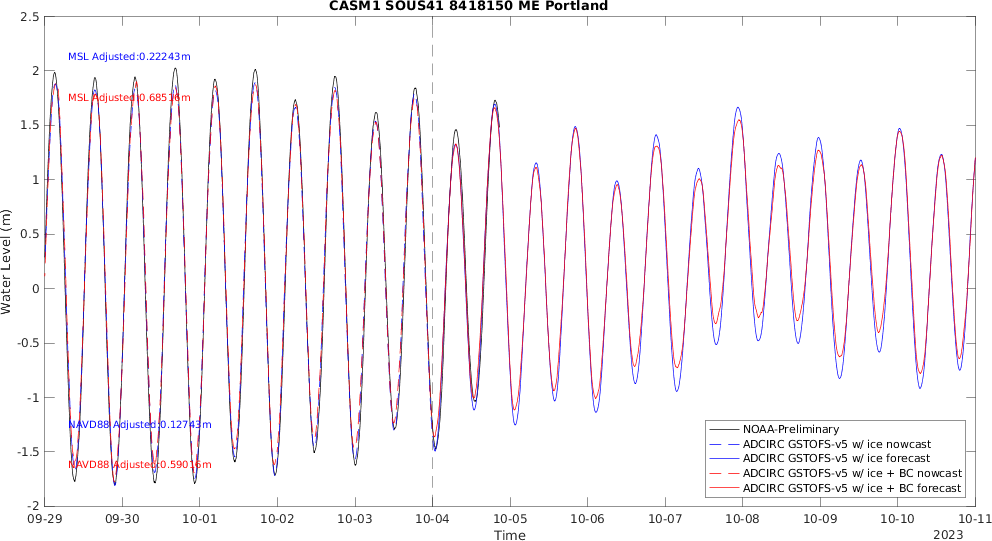 CASM1 SOUS41 8418150 ME Portland
2.5
2
1.5
1
0.5
0
-0.5
-1
-1.5
-2
Water Level (m)
MSL Adjusted:0.22243m
MSL Adjusted:0.68516m
NAVD88 Adjusted:0.12743m
NAVD88 Adjusted:0.59016m
NOAA-Preliminary
ADCIRC GSTOFS-v5 w/ ice nowcast
ADCIRC GSTOFS-v5 w/ ice forecast
ADCIRC GSTOFS-v5 w/ ice + BC nowcast
ADCIRC GSTOFS-v5 w/ ice + BC forecast
09-29 09-30 10-01 10-02 10-03 10-04 10-05 10-06 10-07 10-08 10-09 10-10 10-11
Time
2023